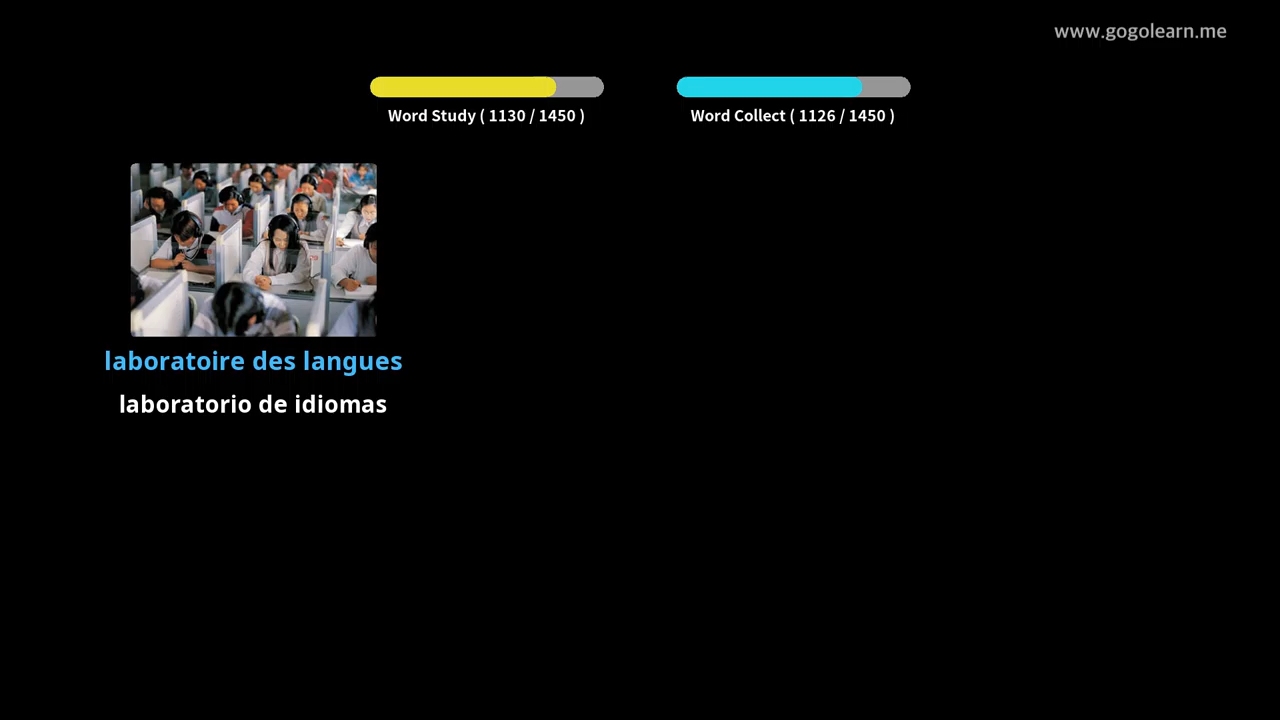 www.gogolearn.me
Word Study ( 1130 / 1450 )
Word Collect ( 1126 / 1450 )
laboratoire des langues
laboratorio de idiomas